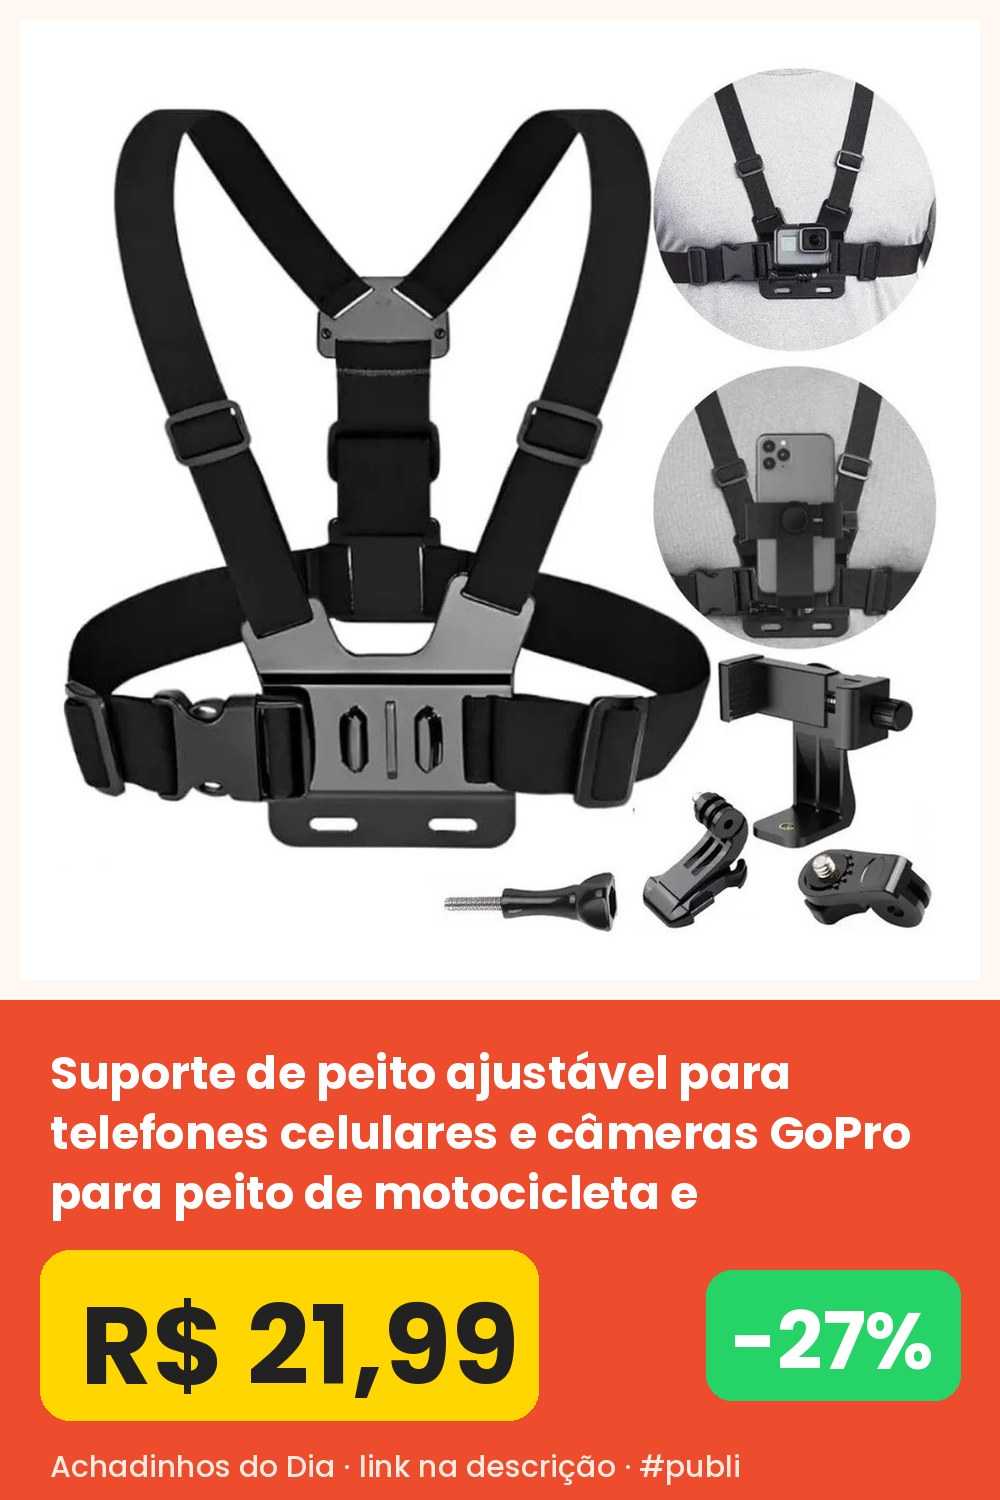 Suporte de peito ajustável para
telefones celulares e câmeras GoPro
para peito de motocicleta e
R$ 21,99
-27%
Achadinhos do Dia · link na descrição · #publi